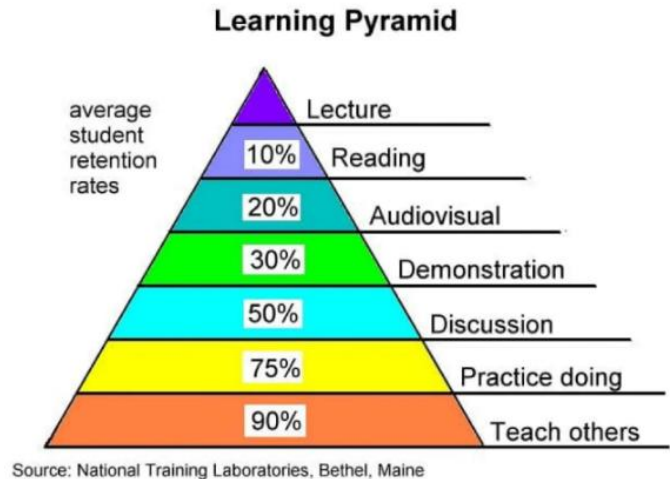 Learning Pyramid
average
student
retention
rates
Lecture
10%
Reading
20%
Audiovisual
30%
Demonstration
50%
Discussion
75%
Practice doing
90%
Teach others
Source: National Training Laboratories, Bethel, Maine